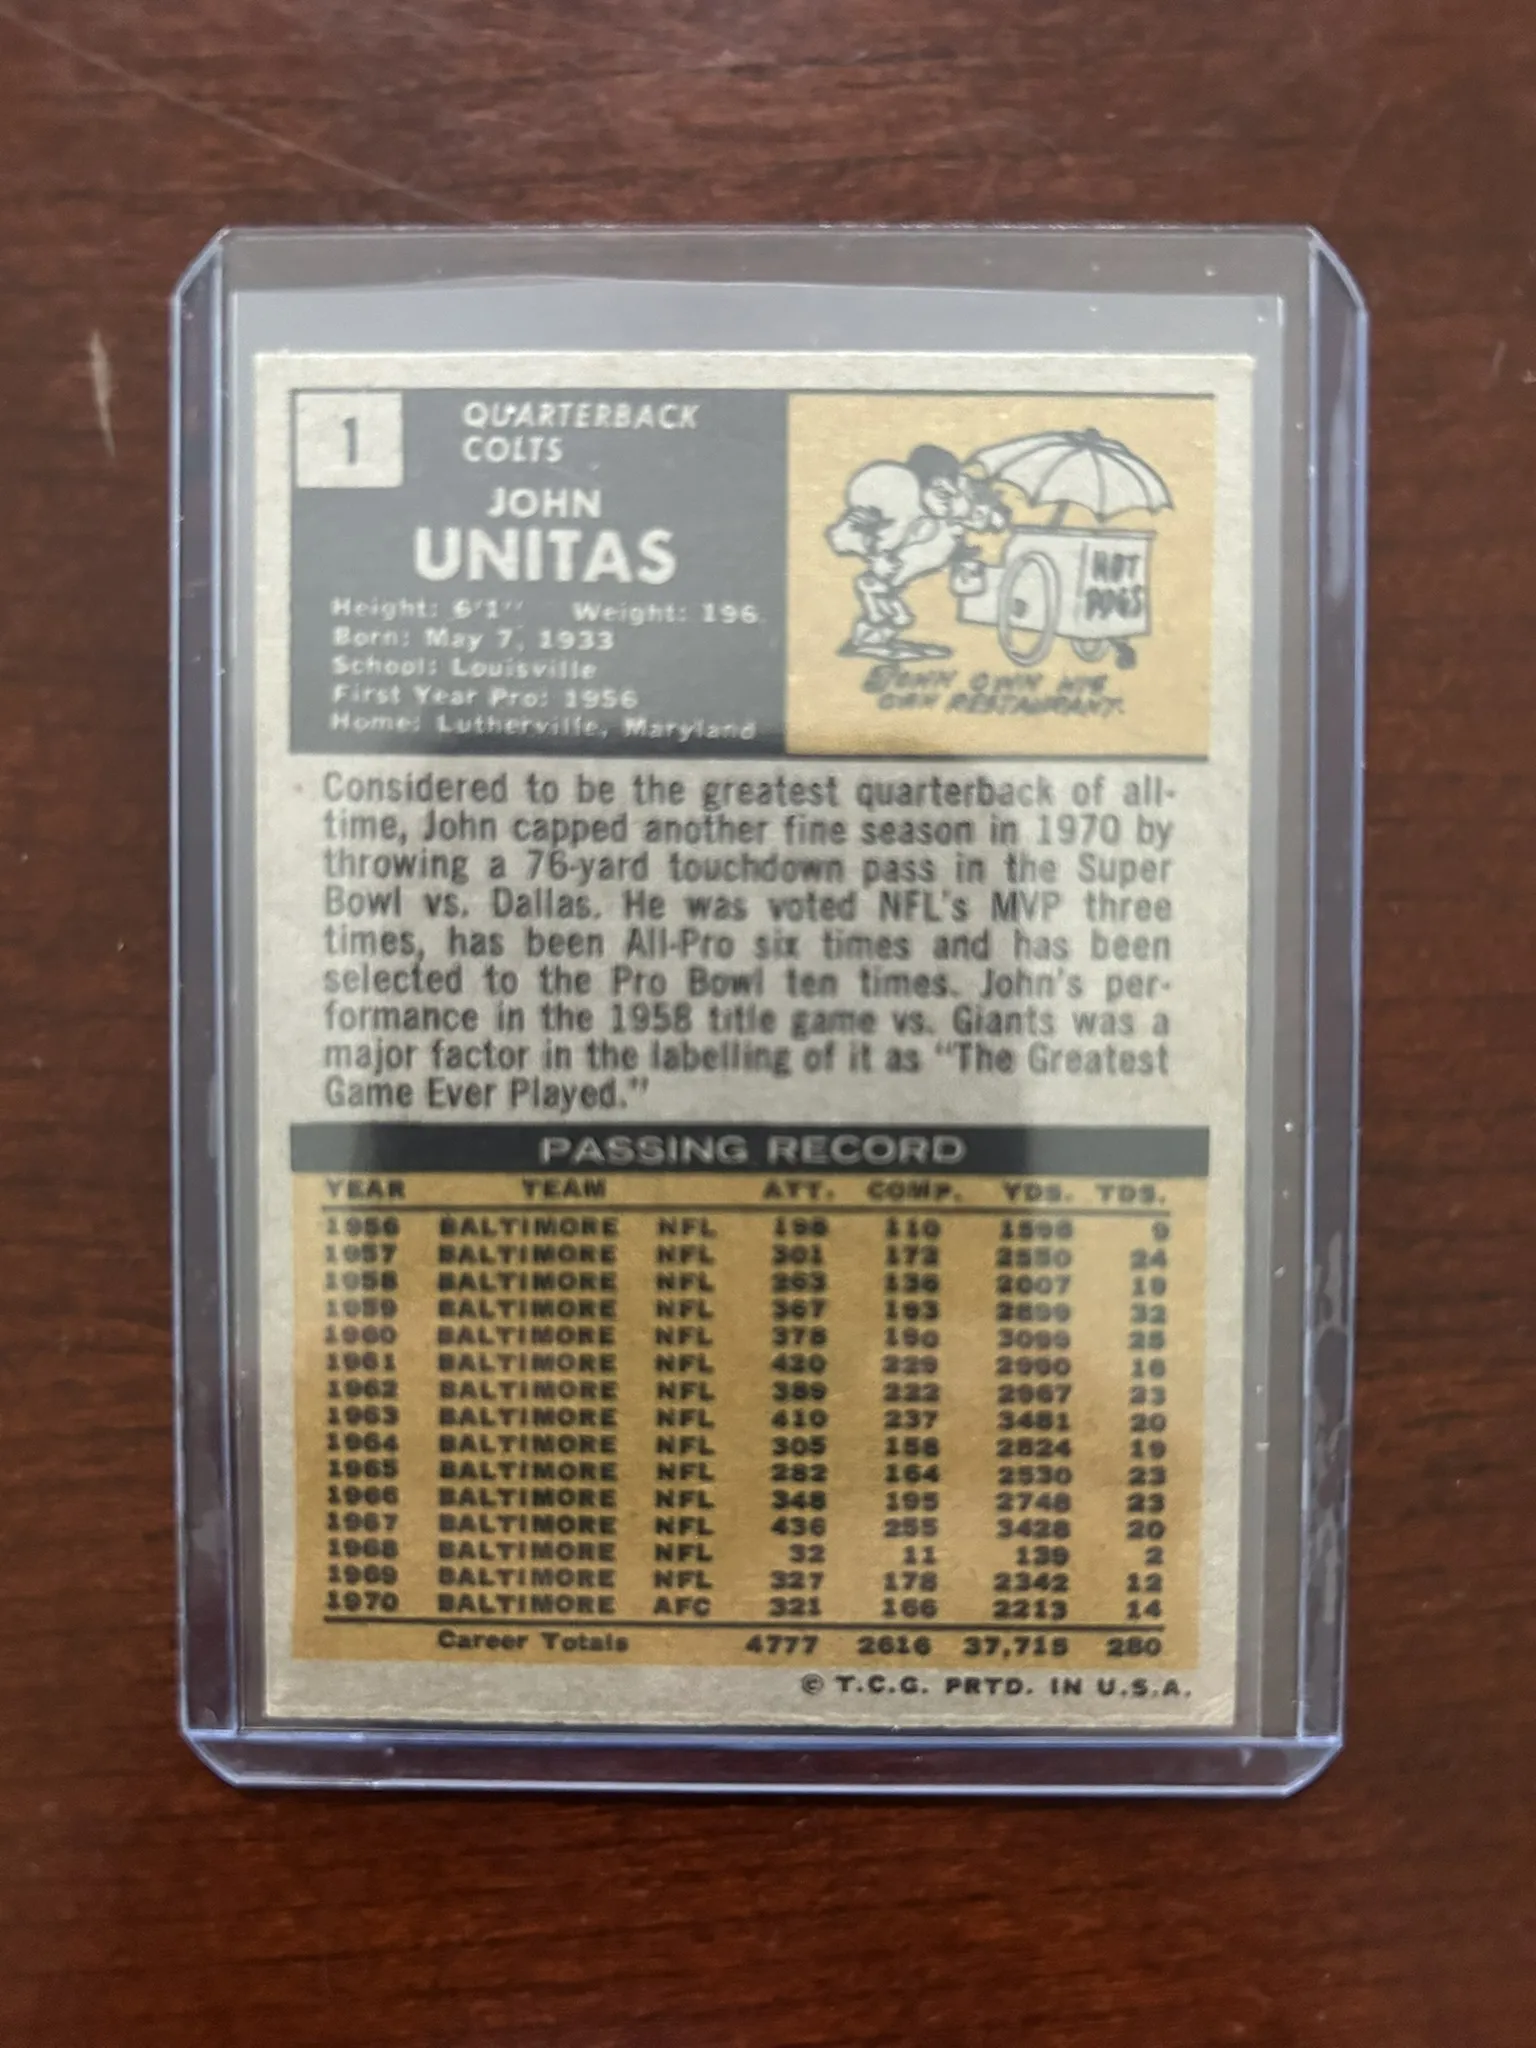 1
QUARTERBACK
COLTS
JOHN
UNITAS
Height: 6'1" Weight: 196
Born: May 7, 1933
School: Louisville
First Year Pro: 1956
Home: Lutherville, Maryland
HOT
DOGS
JOHN OWN HIS
OWN RESTAURANT.
Considered to be the greatest quarterback of all-
time, John capped another fine season in 1970 by
throwing a 76-yard touchdown pass in the Super
Bowl vs. Dallas. He was voted NFL's MVP three
times, has been All-Pro six times and has been
selected to the Pro Bowl ten times. John's per-
formance in the 1958 title game vs. Giants was a
major factor in the labelling of it as "The Greatest
Game Ever Played."
PASSING RECORD
YEAR TEAM ATT. COMP. YDS. TDS.
1956 BALTIMORE NFL 198 110 1598 9
1957 BALTIMORE NFL 301 172 2550 24
1958 BALTIMORE NFL 263 136 2007 19
1959 BALTIMORE NFL 367 193 2899 32
1960 BALTIMORE NFL 378 190 3099 25
1961 BALTIMORE NFL 420 229 2990 16
1962 BALTIMORE NFL 389 222 2967 23
1963 BALTIMORE NFL 410 237 3481 20
1964 BALTIMORE NFL 305 158 2824 19
1965 BALTIMORE NFL 282 164 2530 23
1966 BALTIMORE NFL 348 195 2748 23
1967 BALTIMORE NFL 436 255 3428 20
1968 BALTIMORE NFL 32 11 139 2
1969 BALTIMORE NFL 327 178 2342 12
1970 BALTIMORE AFC 321 166 2213 14
Career Totals 4777 2616 37,715 280
© T.C.G. PRTD. IN U.S.A.